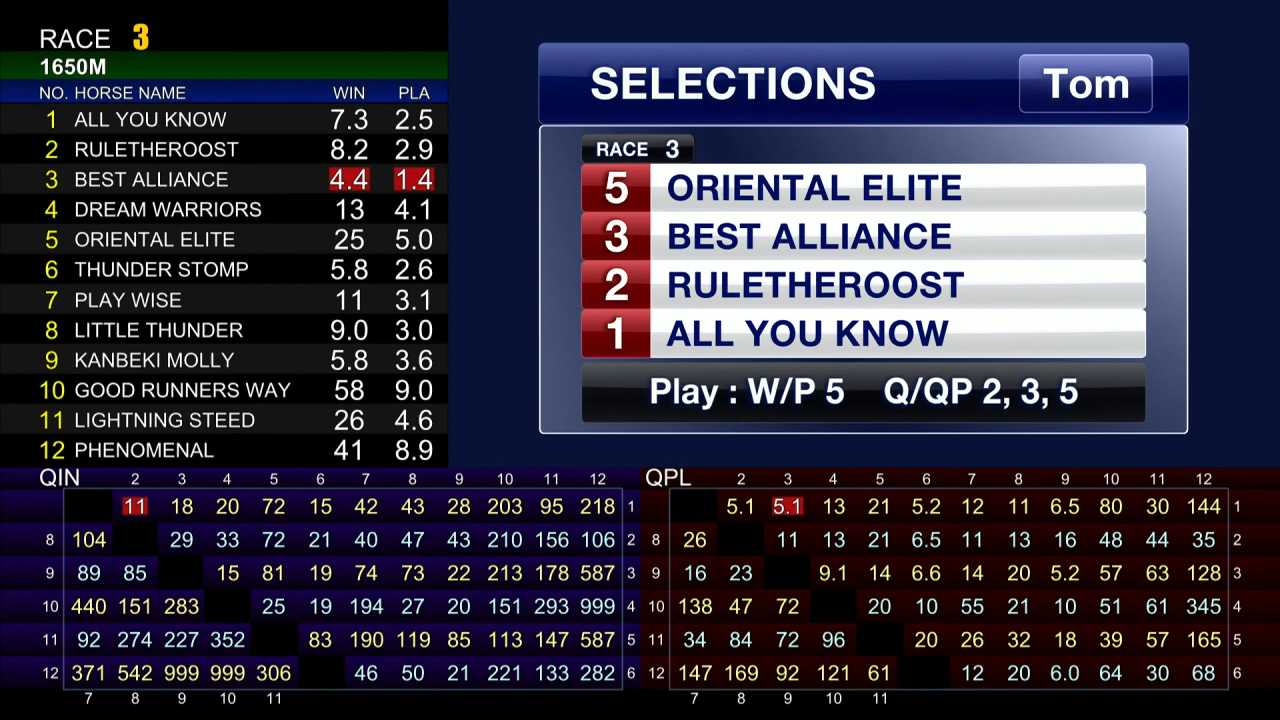 RACE 3
1650M
NO. HORSE NAME WIN PLA
1 ALL YOU KNOW 7.3 2.5
2 RULETHEROOST 8.2 2.9
3 BEST ALLIANCE 4.4 1.4
4 DREAM WARRIORS 13 4.1
5 ORIENTAL ELITE 25 5.0
6 THUNDER STOMP 5.8 2.6
7 PLAY WISE 11 3.1
8 LITTLE THUNDER 9.0 3.0
9 KANBEKI MOLLY 5.8 3.6
10 GOOD RUNNERS WAY 58 9.0
11 LIGHTNING STEED 26 4.6
12 PHENOMENAL 41 8.9
SELECTIONS Tom
RACE 3
5 ORIENTAL ELITE
3 BEST ALLIANCE
2 RULETHEROOST
1 ALL YOU KNOW
Play : W/P 5 Q/QP 2, 3, 5
QIN 2 3 4 5 6 7 8 9 10 11 12
11 18 20 72 15 42 43 28 203 95 218 1
8 104 29 33 72 21 40 47 43 210 156 106 2
9 89 85 15 81 19 74 73 22 213 178 587 3
10 440 151 283 25 19 194 27 20 151 293 999 4
11 92 274 227 352 83 190 119 85 113 147 587 5
12 371 542 999 999 306 46 50 21 221 133 282 6
7 8 9 10 11
QPL 2 3 4 5 6 7 8 9 10 11 12
5.1 5.1 13 21 5.2 12 11 6.5 80 30 144 1
8 26 11 13 21 6.5 11 13 16 48 44 35 2
9 16 23 9.1 14 6.6 14 20 5.2 57 63 128 3
10 138 47 72 20 10 55 21 10 51 61 345 4
11 34 84 72 96 20 26 32 18 39 57 165 5
12 147 169 92 121 61 12 20 6.0 64 30 68 6
7 8 9 10 11